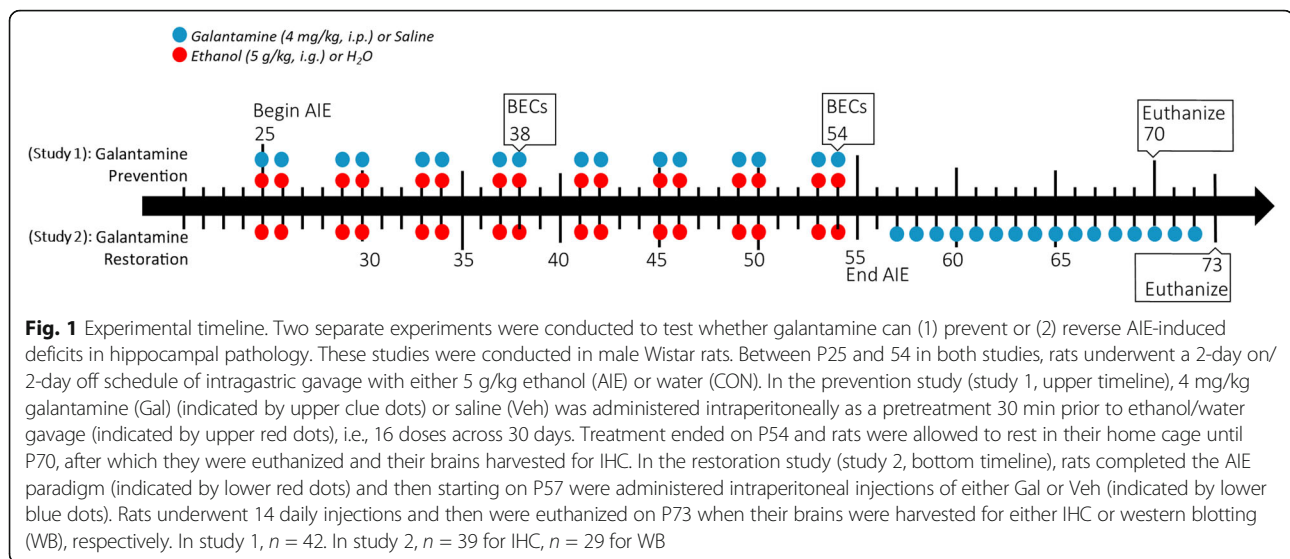 Galantamine (4 mg/kg, i.p.) or Saline
Ethanol (5 g/kg, i.g.) or H₂O
Begin AIE
25
BECs
38
BECs
54
Euthanize
70
(Study 1): Galantamine
Prevention
(Study 2): Galantamine
Restoration
30
35
40
45
50
55
End AIE
60
65
73
Euthanize
Fig. 1 Experimental timeline. Two separate experiments were conducted to test whether galantamine can (1) prevent or (2) reverse AIE-induced
deficits in hippocampal pathology. These studies were conducted in male Wistar rats. Between P25 and 54 in both studies, rats underwent a 2-day on/
2-day off schedule of intragastric gavage with either 5 g/kg ethanol (AIE) or water (CON). In the prevention study (study 1, upper timeline), 4 mg/kg
galantamine (Gal) (indicated by upper clue dots) or saline (Veh) was administered intraperitoneally as a pretreatment 30 min prior to ethanol/water
gavage (indicated by upper red dots), i.e., 16 doses across 30 days. Treatment ended on P54 and rats were allowed to rest in their home cage until
P70, after which they were euthanized and their brains harvested for IHC. In the restoration study (study 2, bottom timeline), rats completed the AIE
paradigm (indicated by lower red dots) and then starting on P57 were administered intraperitoneal injections of either Gal or Veh (indicated by lower
blue dots). Rats underwent 14 daily injections and then were euthanized on P73 when their brains were harvested for either IHC or western blotting
(WB), respectively. In study 1, n = 42. In study 2, n = 39 for IHC, n = 29 for WB